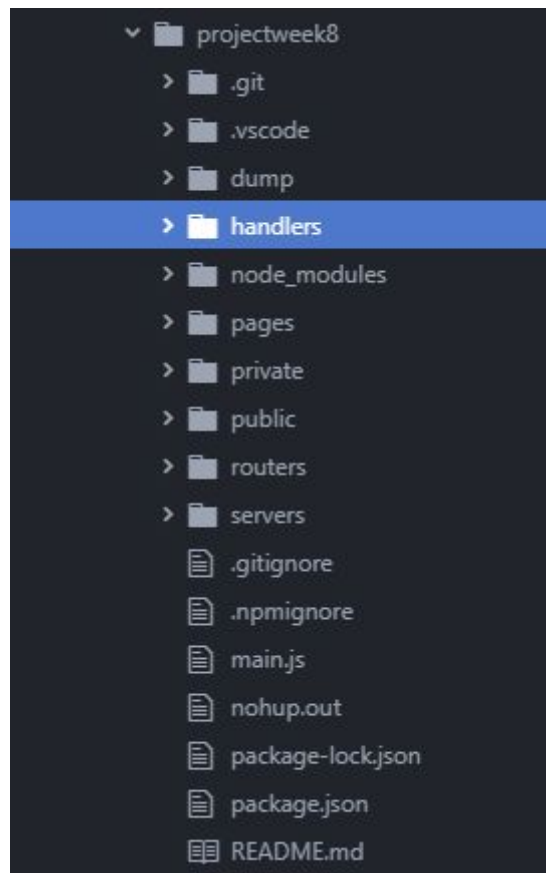 projectweek8
.git
.vscode
dump
handlers
node_modules
pages
private
public
routers
servers
.gitignore
.npmignore
main.js
nohup.out
package-lock.json
package.json
README.md